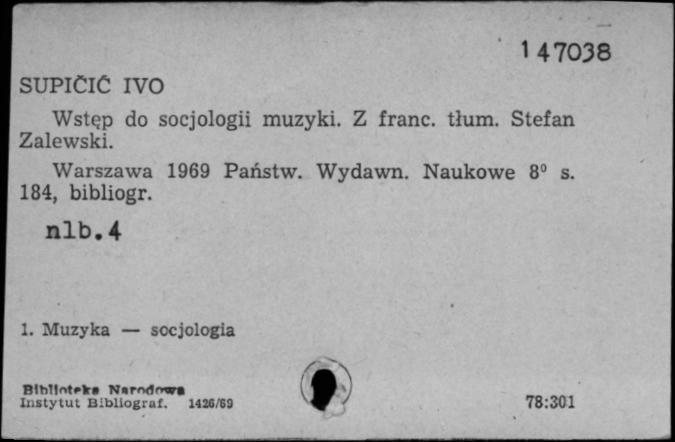 147038
SUPIČIĆ IVO
Wstęp do socjologii muzyki. Z franc. tłum. Stefan
Zalewski.
Warszawa 1969 Państw. Wydawn. Naukowe 8⁰ s.
184, bibliogr.
nlb.4
1. Muzyka — socjologia
Biblioteka Narodowa
Instytut Bibliograf. 1426/69
78:301